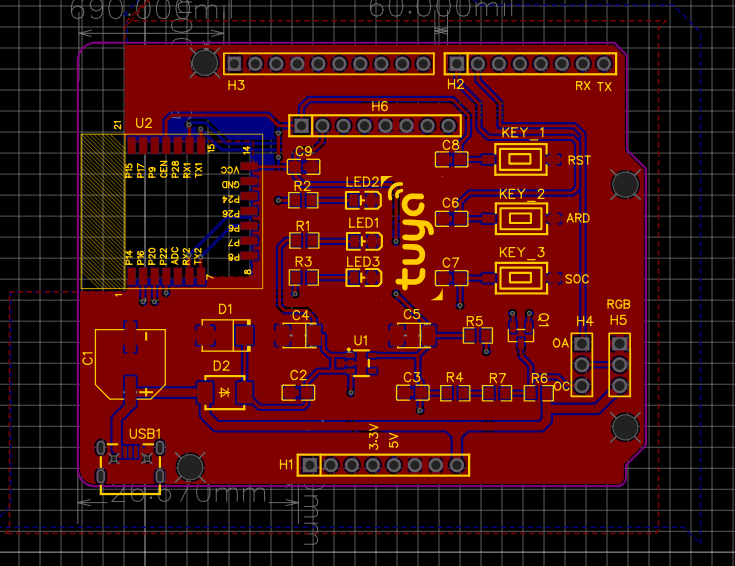 690.000mil
60.000mil
H3
H2
RX TX
21
U2
H6
P15
P17
P9
CEN
P28
RX1
TX1
15
14
VCC
GND
P24
P26
P6
P7
P8
P14
P16
P20
P22
ADC
RX2
TX2
1
7
8
C9
C8
KEY_1
RST
R2
LED2
tuya
C6
KEY_2
ARD
R1
LED1
R3
LED3
C7
KEY_3
SOC
D1
C4
C5
R5
Q1
RGB
H4
H5
OA
OC
C1
D2
U1
C2
C3
R4
R7
R6
USB1
3.3V
5V
H1